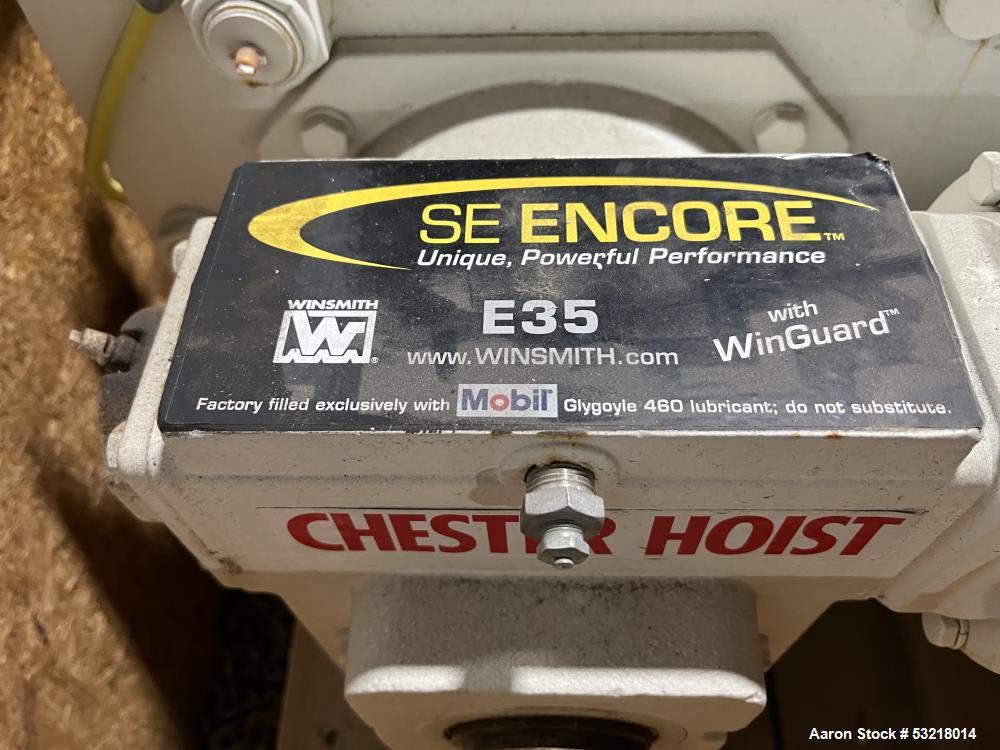 SE ENCORE™
Unique, Powerful Performance
WINSMITH
W®
E35
www.WINSMITH.com
with
WinGuard™
Factory filled exclusively with Mobil Glygoyle 460 lubricant; do not substitute.
CHESTER HOIST
Aaron Stock # 53218014